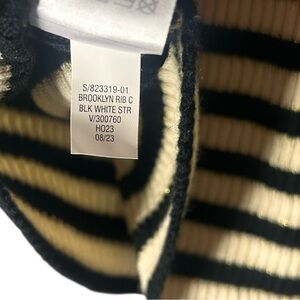 S/823319-01
BROOKLYN RIB C
BLK WHITE STR
V/300760
HO23
08/23